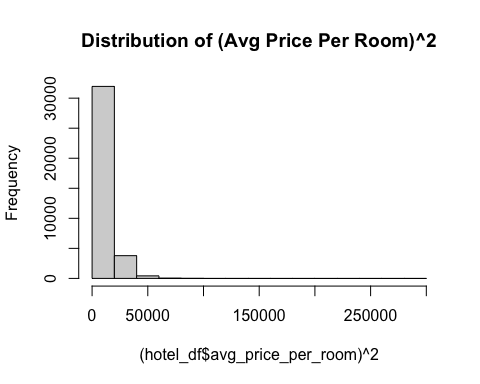 Distribution of (Avg Price Per Room)^2
Frequency
30000
20000
10000
0
0 50000 150000 250000
(hotel_df$avg_price_per_room)^2